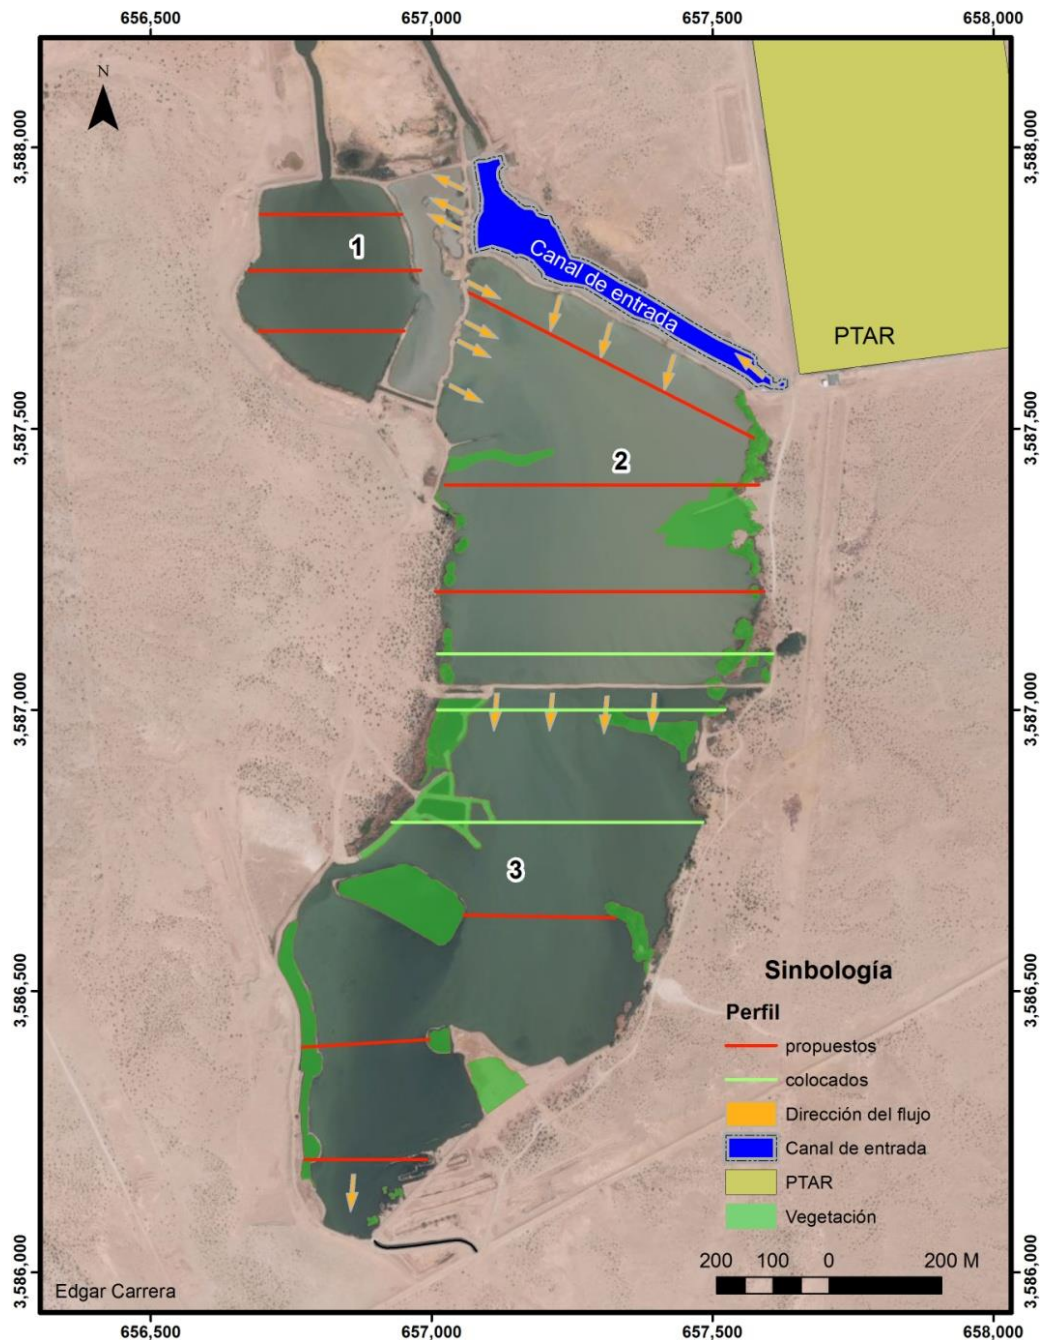 656,500 657,000 657,500 658,000
N
3,588,000 3,588,000
1
Canal de entrada
PTAR
3,587,500 3,587,500
2
3,587,000 3,587,000
3
Sinbología
3,586,500 3,586,500
Perfil
propuestos
colocados
Dirección del flujo
Canal de entrada
PTAR
Vegetación
200 100 0 200 M
3,586,000 3,586,000
Edgar Carrera
656,500 657,000 657,500 658,000